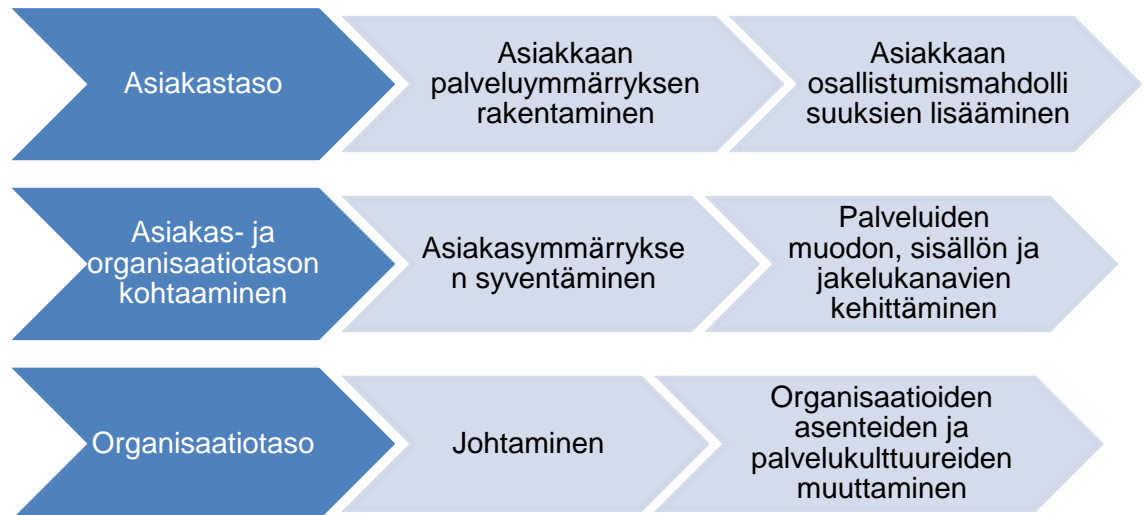 Asiakastaso
Asiakkaan
palveluymmärryksen
rakentaminen
Asiakkaan
osallistumismahdolli
suuksien lisääminen
Asiakas- ja
organisaatiotason
kohtaaminen
Asiakasymmärrykse
n syventäminen
Palveluiden
muodon, sisällön ja
jakelukanavien
kehittäminen
Organisaatiotaso
Johtaminen
Organisaatioiden
asenteiden ja
palvelukulttuureiden
muuttaminen